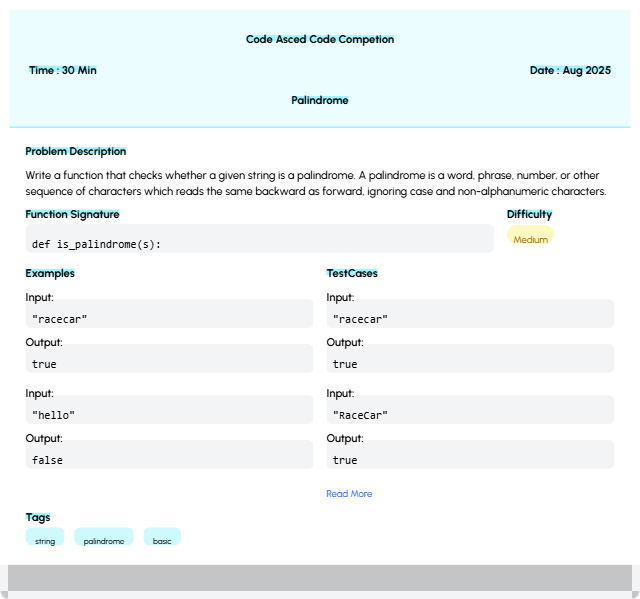 Code Asced Code Competion
Time : 30 Min
Date : Aug 2025
Palindrome
Problem Description
Write a function that checks whether a given string is a palindrome. A palindrome is a word, phrase, number, or other
sequence of characters which reads the same backward as forward, ignoring case and non-alphanumeric characters.
Function Signature
Difficulty
def is_palindrome(s):
Medium
Examples
Input:
"racecar"
Output:
true
Input:
"hello"
Output:
false
TestCases
Input:
"racecar"
Output:
true
Input:
"RaceCar"
Output:
true
Read More
Tags
string
palindrome
basic